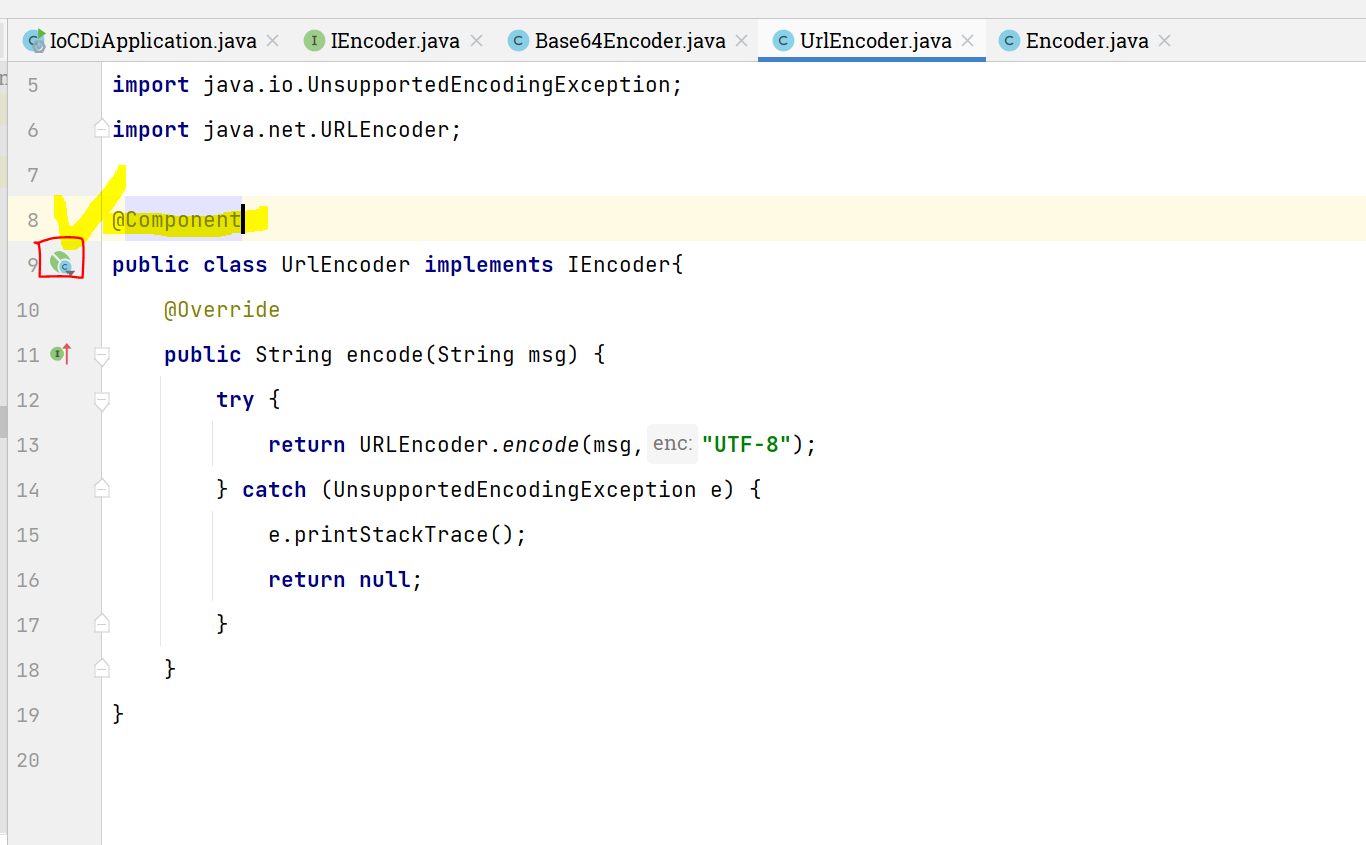 IoCDiApplication.java IEncoder.java Base64Encoder.java UrlEncoder.java Encoder.java
5 import java.io.UnsupportedEncodingException;
6 import java.net.URLEncoder;
7
8 @Component
9 public class UrlEncoder implements IEncoder{
10 @Override
11 public String encode(String msg) {
12 try {
13 return URLEncoder.encode(msg, enc: "UTF-8");
14 } catch (UnsupportedEncodingException e) {
15 e.printStackTrace();
16 return null;
17 }
18 }
19 }
20